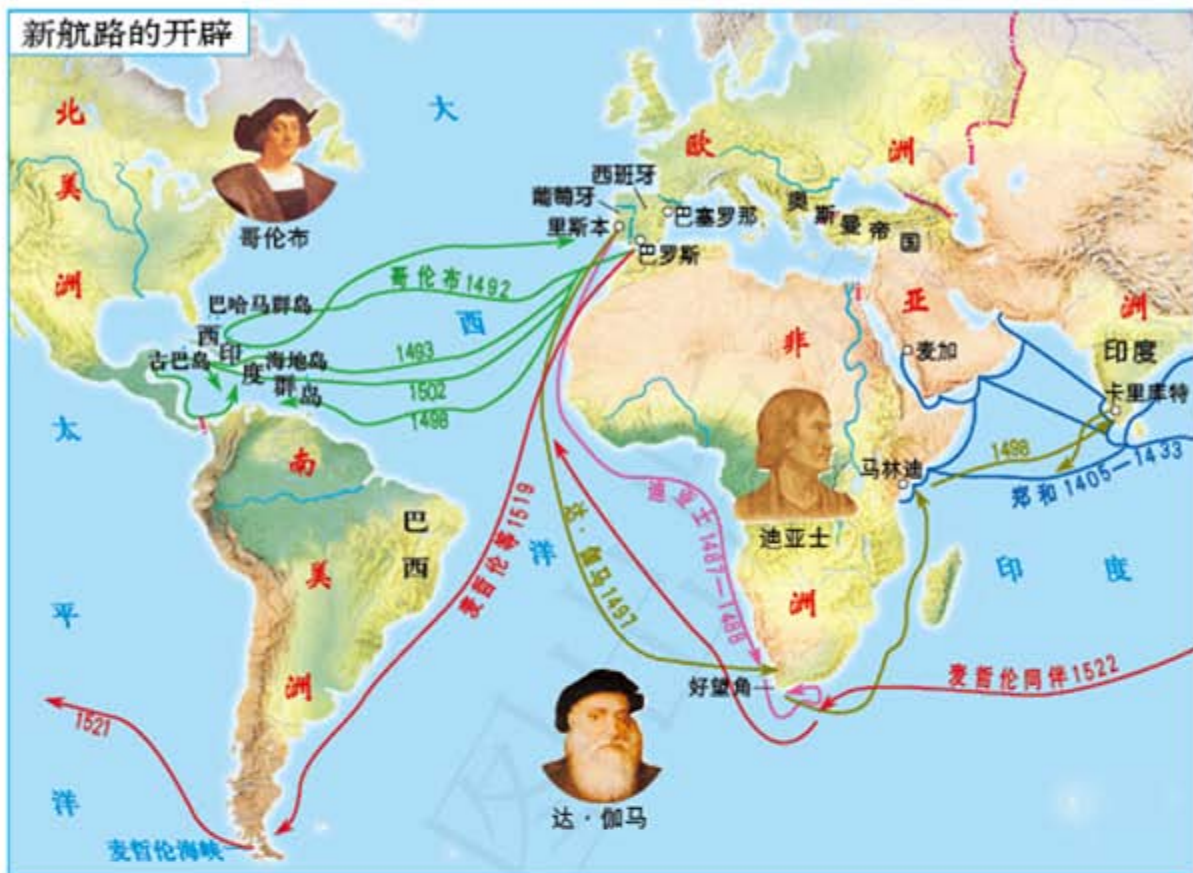 新航路的开辟
北美洲
大西洋
哥伦布
欧洲
西班牙
葡萄牙
里斯本
巴塞罗那
巴罗斯
奥斯曼帝国
哥伦布1492
巴哈马群岛
西印度群岛
古巴岛
海地岛
1493
1502
1498
非洲
亚洲
麦加
印度
卡里库特
1498
马林迪
郑和1405—1433
太平洋
南美洲
巴西
麦哲伦等1519
达·伽马1497
迪亚士1487—1488
迪亚士
印度
好望角
麦哲伦同伴1522
1521
达·伽马
麦哲伦海峡